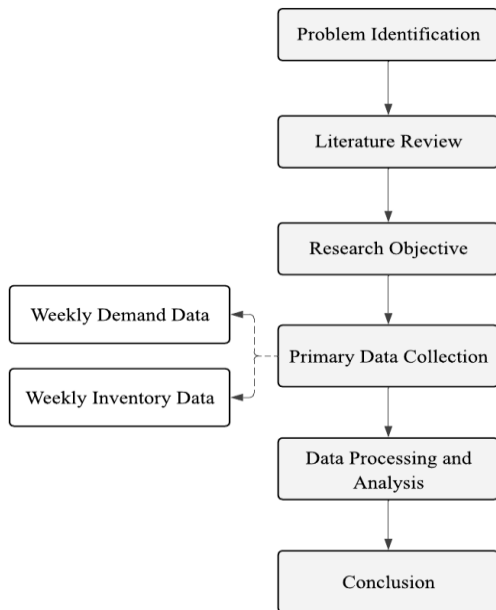 Problem Identification
Literature Review
Research Objective
Weekly Demand Data
Primary Data Collection
Weekly Inventory Data
Data Processing and
Analysis
Conclusion